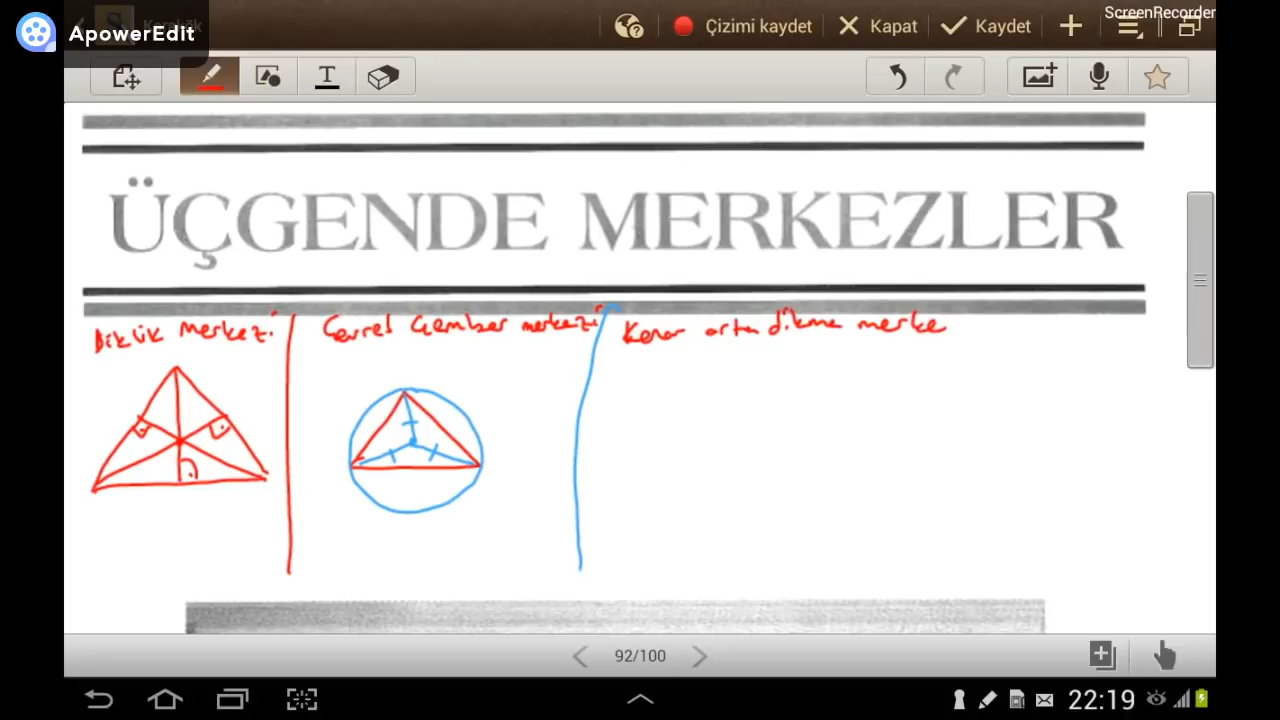 ScreenRecorder
ApowerEdit
Çizimi kaydet
Kapat
Kaydet
T
ÜÇGENDE MERKEZLER
Diklik Merkezi
Çevrel Çember merkezi
Kenar orta dikme merke
92/100
22:19